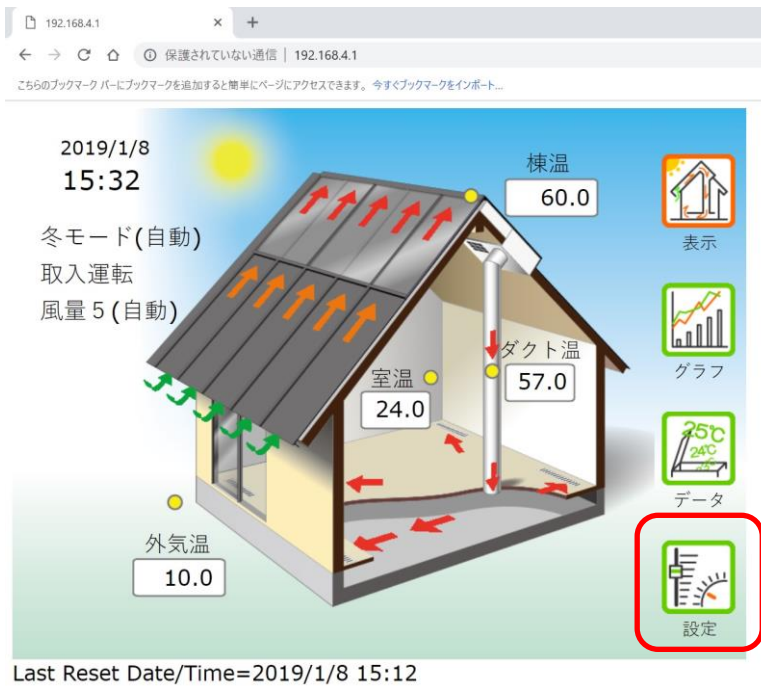 192.168.4.1
保護されていない通信 | 192.168.4.1
こちらのブックマーク バーにブックマークを追加すると簡単にページにアクセスできます。 今すぐブックマークをインポート...
2019/1/8
15:32
冬モード(自動)
取入運転
風量5(自動)
棟温
60.0
表示
グラフ
ダクト温
57.0
室温
24.0
25℃
24℃
データ
外気温
10.0
設定
Last Reset Date/Time=2019/1/8 15:12